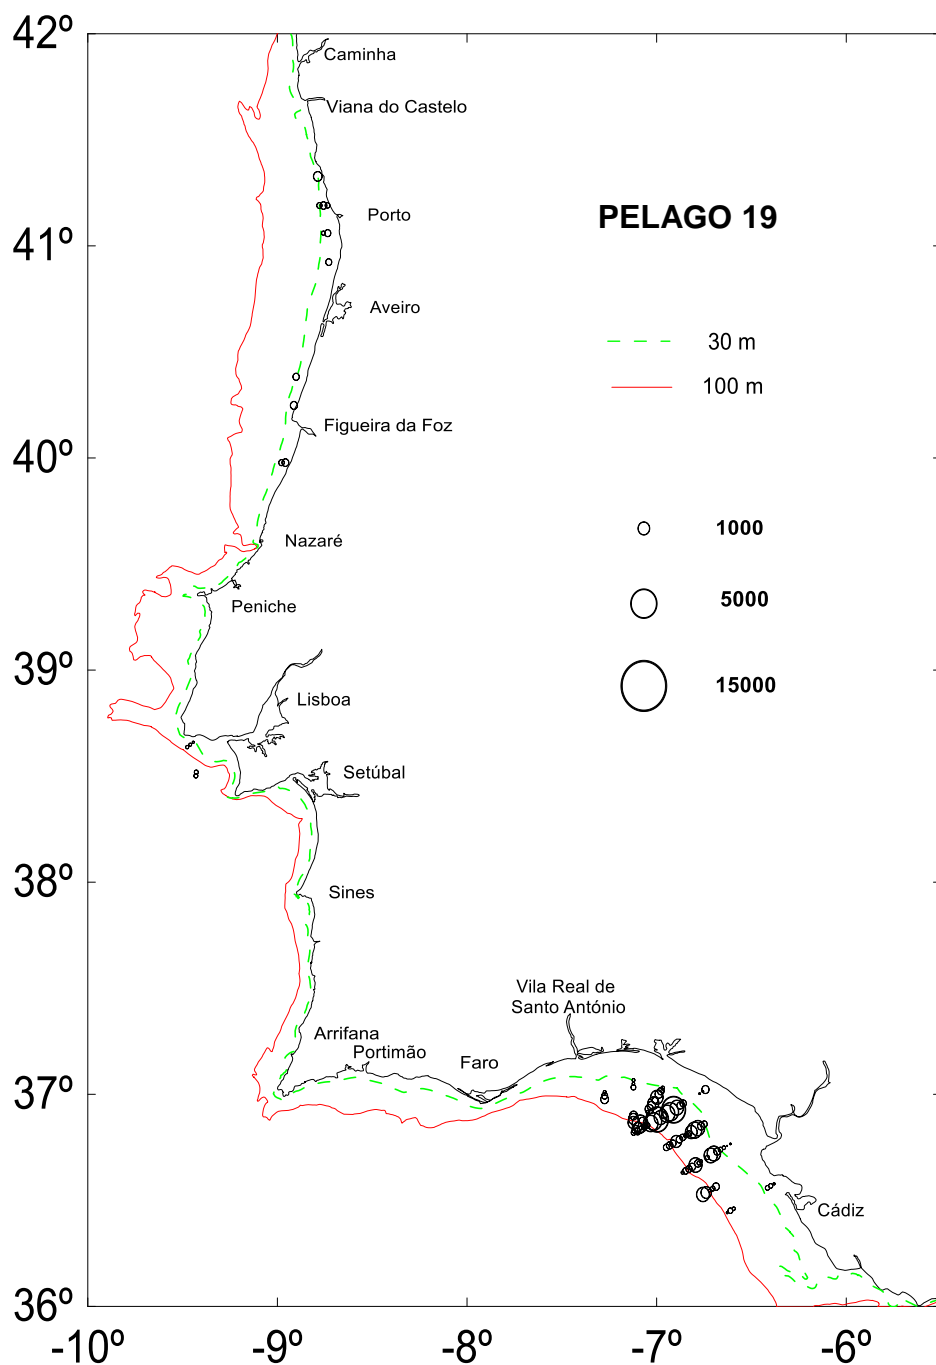 42º
Caminha
Viana do Castelo
PELAGO 19
Porto
41º
Aveiro
30 m
100 m
Figueira da Foz
40º
1000
Nazaré
5000
Peniche
39º
15000
Lisboa
Setúbal
38º
Sines
Vila Real de
Santo António
Arrifana
Portimão
Faro
37º
Cádiz
36º
-10º -9º -8º -7º -6º